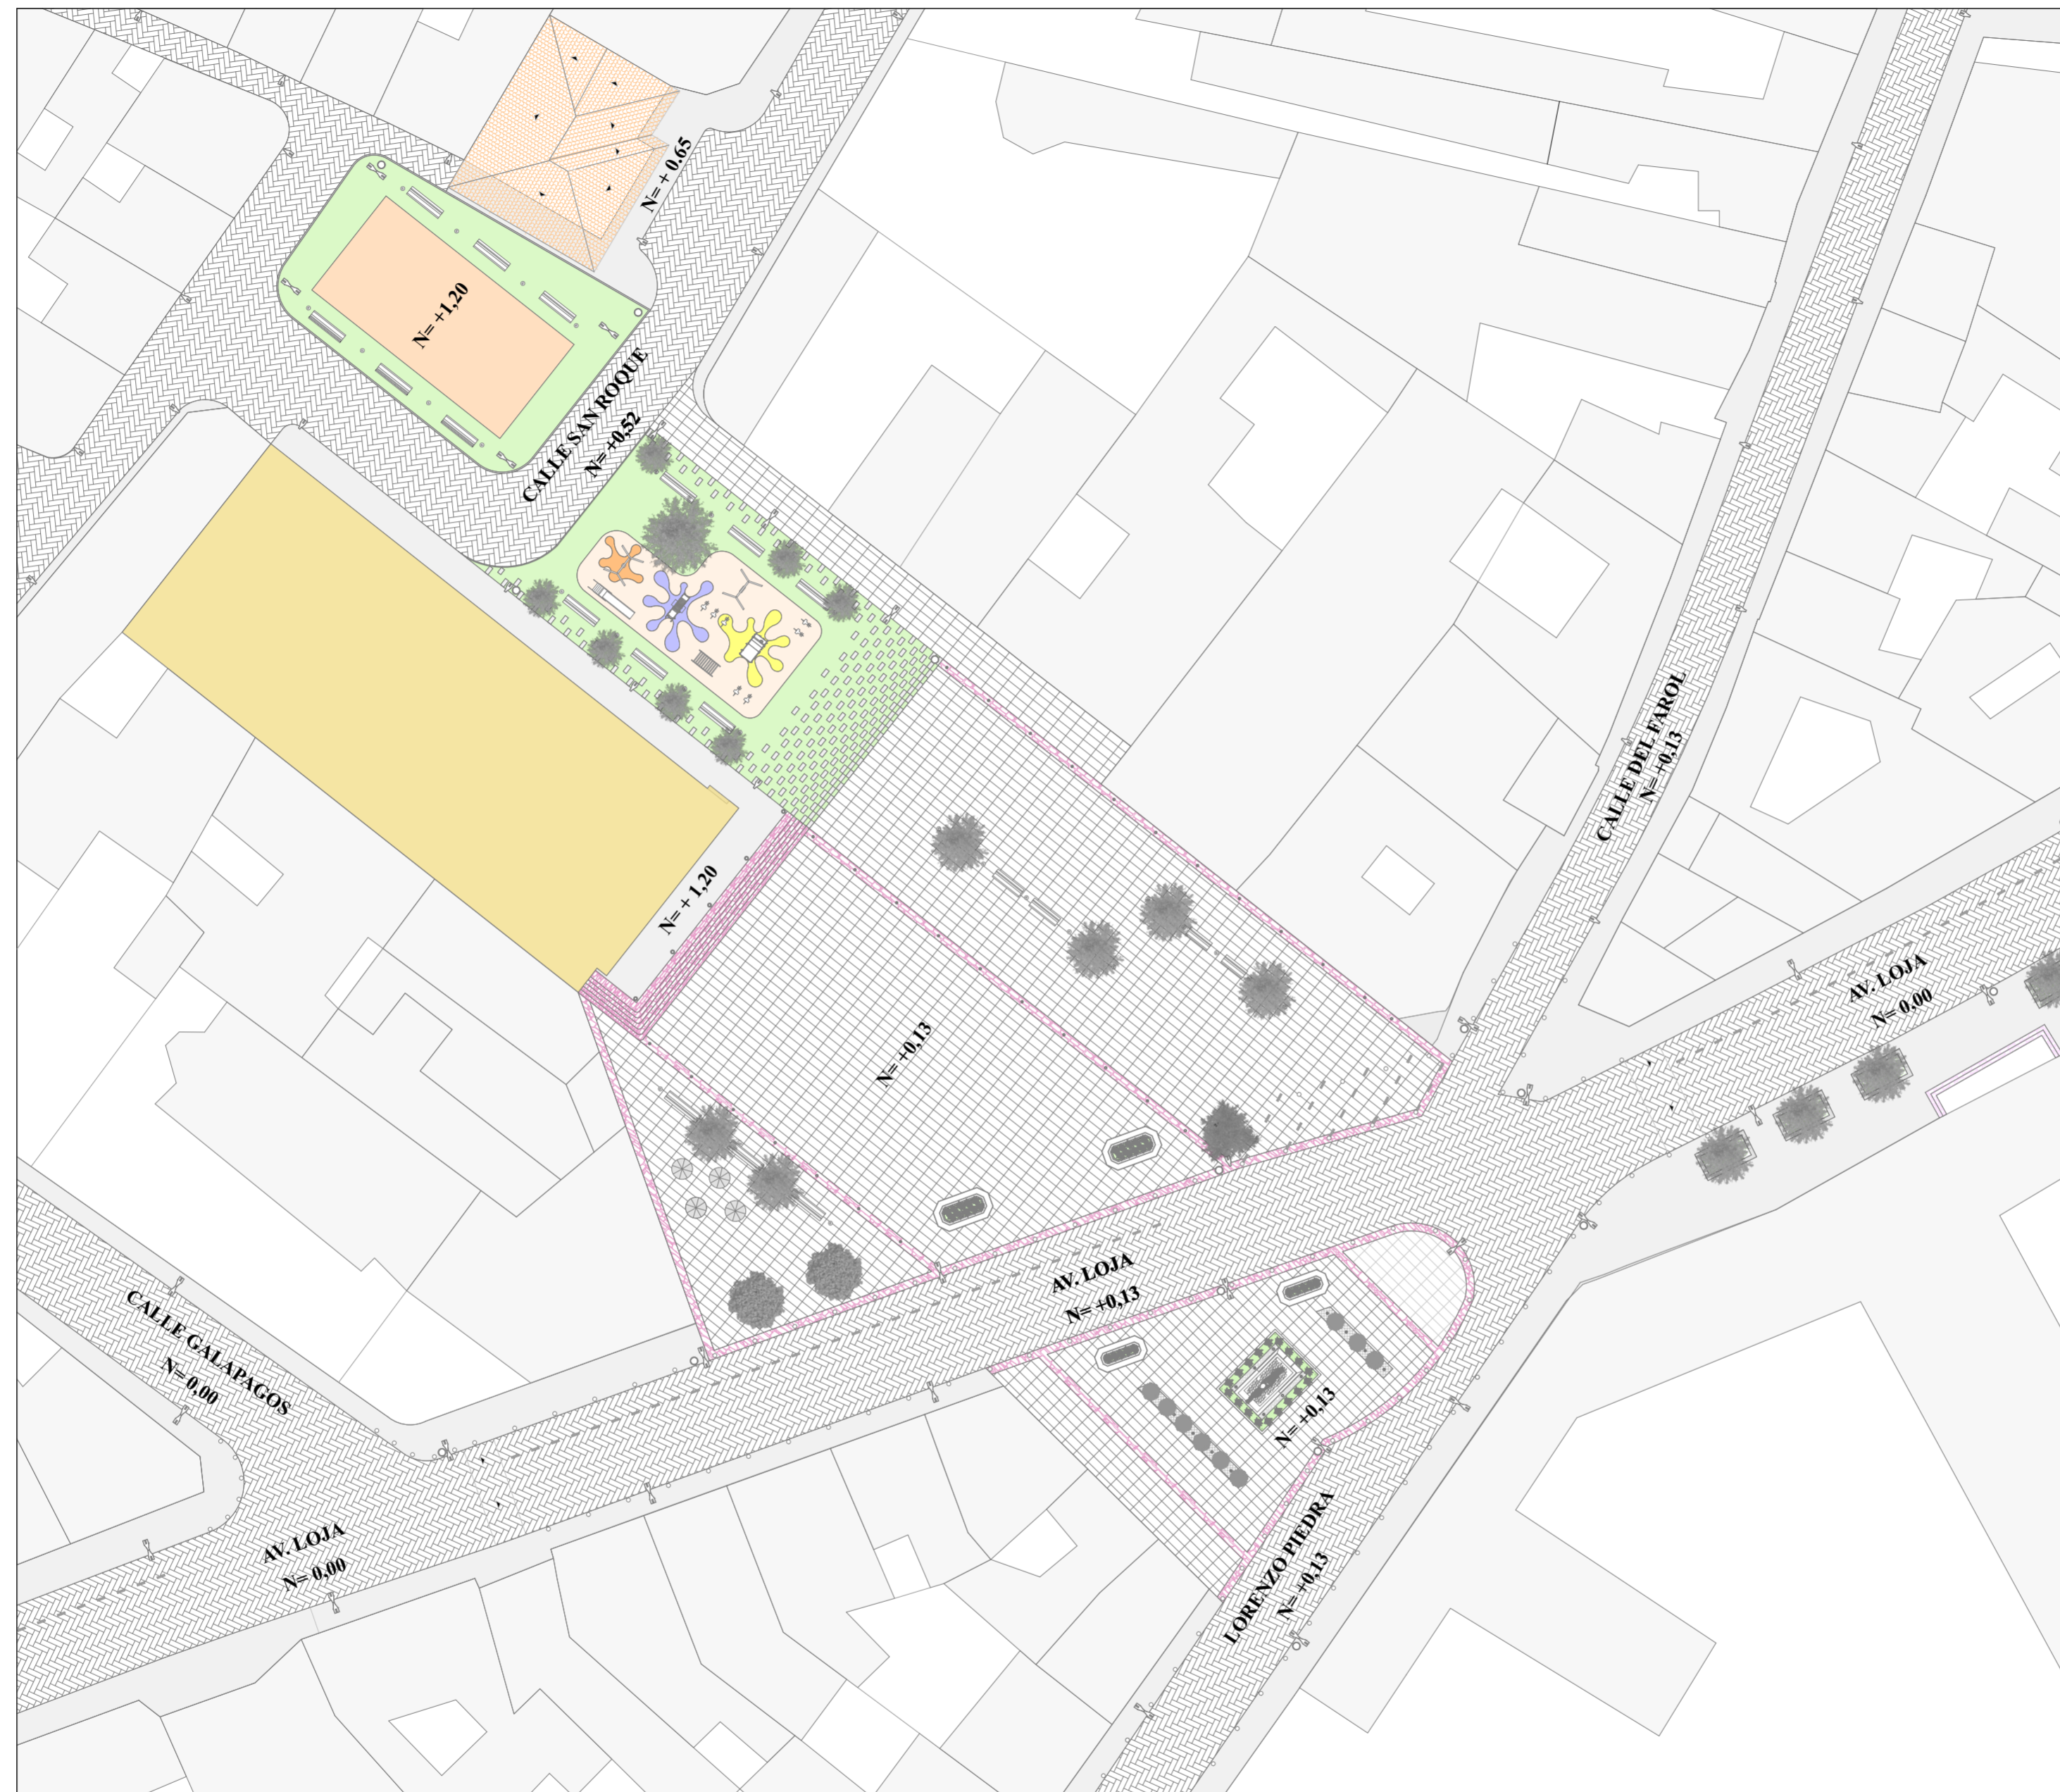 N= + 0.65
N= +1,20
CALLE SAN ROQUE
N= +0,52
CALLE DEL FAROL
N= +0,13
N= + 1,20
AV. LOJA
N= 0,00
N= +0,13
AV. LOJA
N= +0,13
CALLE GALAPAGOS
N= 0,00
N= +0,13
LORENZO PIEDRA
N= +0,13
AV. LOJA
N= 0,00